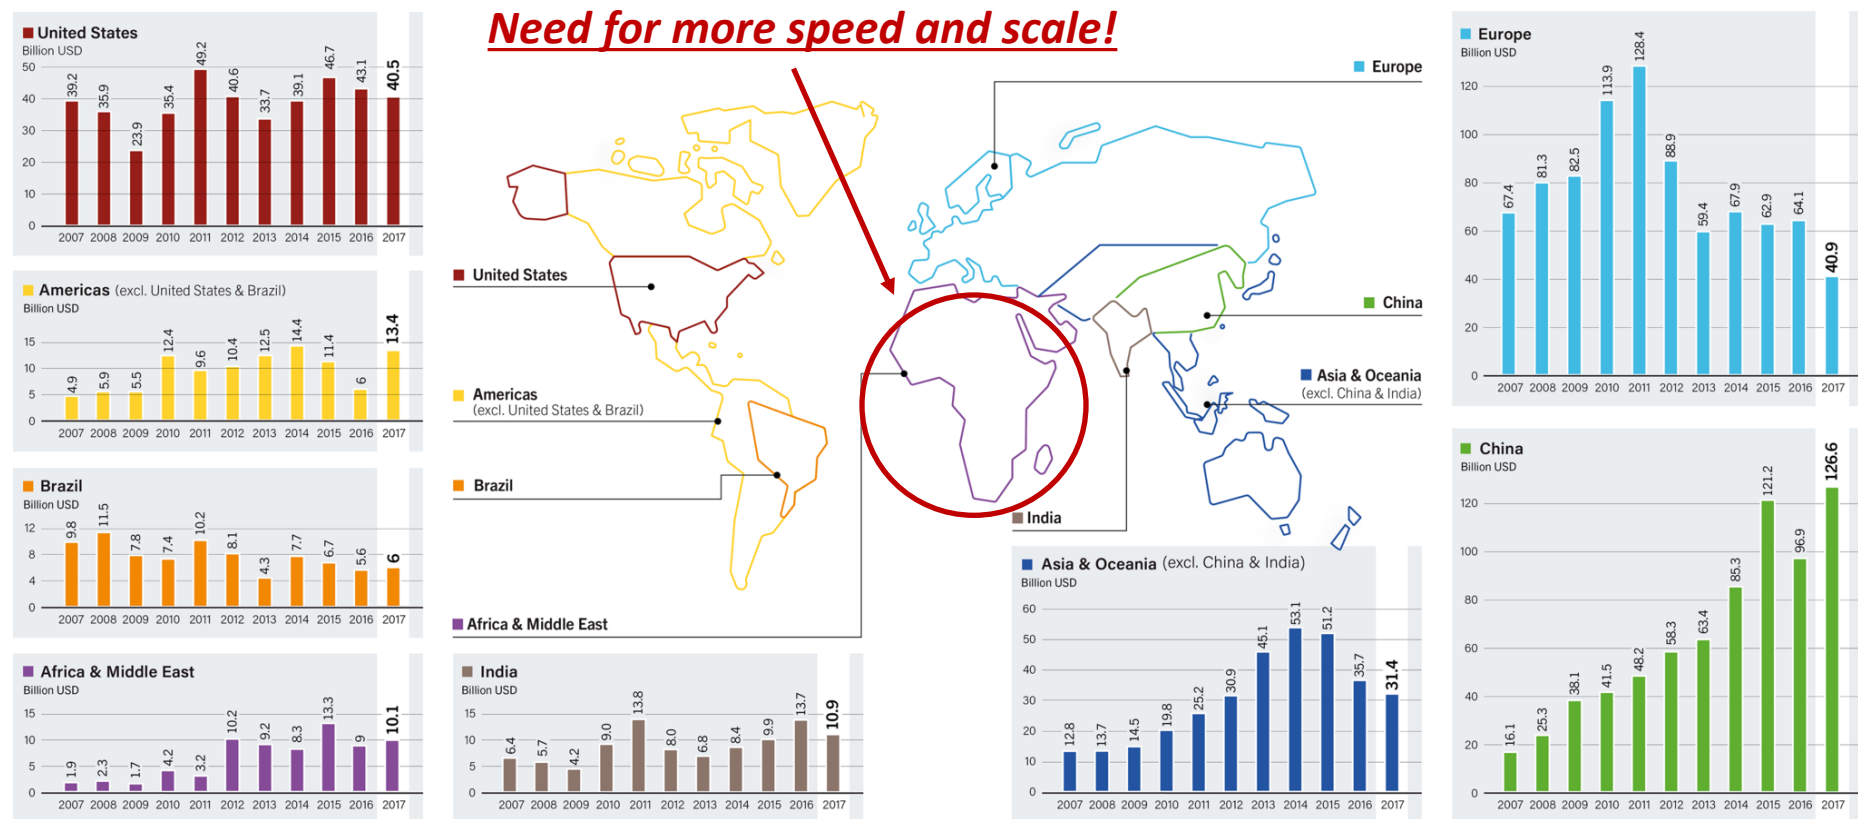 Need for more speed and scale!
United States
Billion USD
50
40
30
20
10
0
39.2 35.9 23.9 35.4 49.2 40.6 33.7 39.1 46.7 43.1 40.5
2007 2008 2009 2010 2011 2012 2013 2014 2015 2016 2017
Americas (excl. United States & Brazil)
Billion USD
15
10
5
0
4.9 5.9 5.5 12.4 9.6 10.4 12.5 14.4 11.4 6 13.4
2007 2008 2009 2010 2011 2012 2013 2014 2015 2016 2017
Brazil
Billion USD
12
8
4
0
9.8 11.5 7.8 7.4 10.2 8.1 4.3 7.7 6.7 5.6 6
2007 2008 2009 2010 2011 2012 2013 2014 2015 2016 2017
Africa & Middle East
Billion USD
15
10
5
0
1.9 2.3 1.7 4.2 3.2 10.2 9.2 8.3 13.3 9 10.1
2007 2008 2009 2010 2011 2012 2013 2014 2015 2016 2017
United States
Americas
(excl. United States & Brazil)
Brazil
Africa & Middle East
Europe
China
Asia & Oceania
(excl. China & India)
India
India
Billion USD
15
10
5
0
6.4 5.7 4.2 9.0 13.8 8.0 6.8 8.4 9.9 13.7 10.9
2007 2008 2009 2010 2011 2012 2013 2014 2015 2016 2017
Asia & Oceania (excl. China & India)
Billion USD
60
50
40
30
20
10
0
12.8 13.7 14.5 19.8 25.2 30.9 45.1 53.1 51.2 35.7 31.4
2007 2008 2009 2010 2011 2012 2013 2014 2015 2016 2017
Europe
Billion USD
120
100
80
60
40
20
0
67.4 81.3 82.5 113.9 128.4 88.9 59.4 67.9 62.9 64.1 40.9
2007 2008 2009 2010 2011 2012 2013 2014 2015 2016 2017
China
Billion USD
120
100
80
60
40
20
0
16.1 25.3 38.1 41.5 48.2 58.3 63.4 85.3 121.2 96.9 126.6
2007 2008 2009 2010 2011 2012 2013 2014 2015 2016 2017